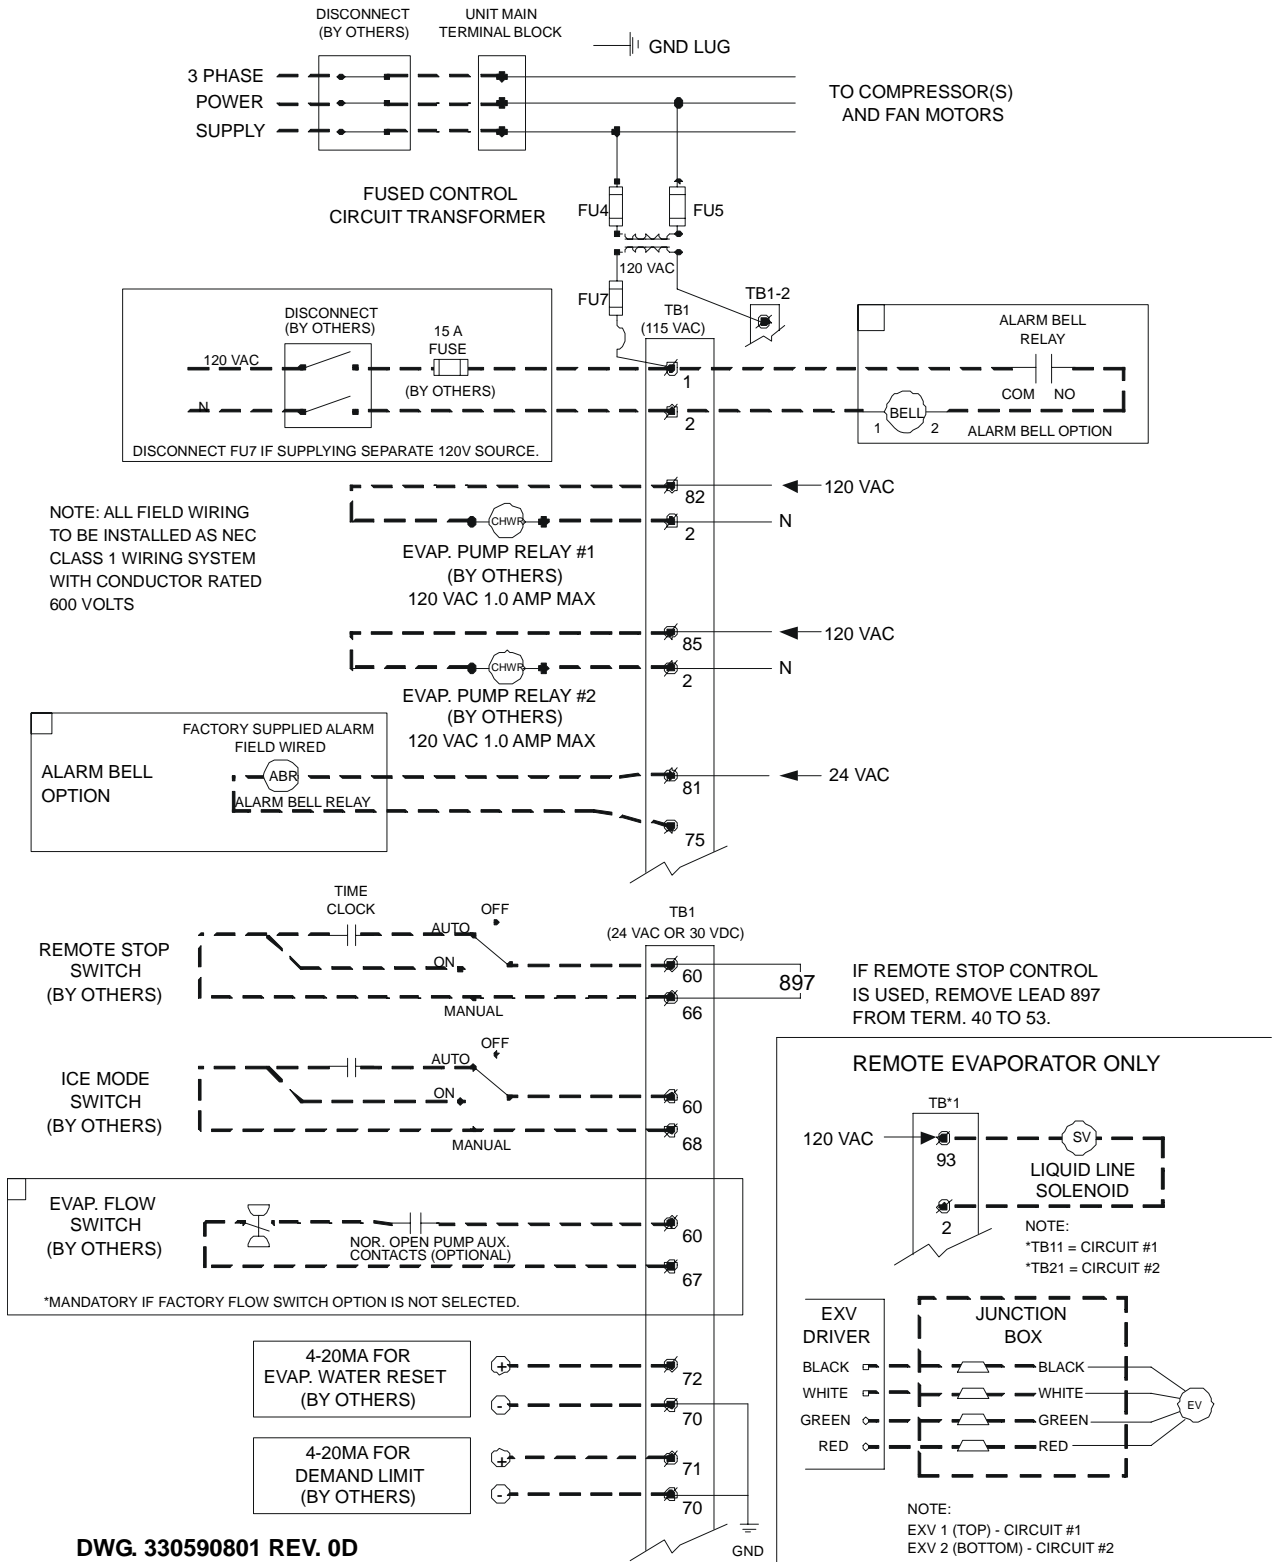 DISCONNECT
(BY OTHERS)
UNIT MAIN
TERMINAL BLOCK
GND LUG
3 PHASE
POWER
SUPPLY
TO COMPRESSOR(S)
AND FAN MOTORS
FUSED CONTROL
CIRCUIT TRANSFORMER
FU4
FU5
120 VAC
FU7
TB1-2
TB1
(115 VAC)
DISCONNECT
(BY OTHERS)
15 A
FUSE
(BY OTHERS)
120 VAC
N
DISCONNECT FU7 IF SUPPLYING SEPARATE 120V SOURCE.
1
2
ALARM BELL
RELAY
COM NO
BELL
1 2
ALARM BELL OPTION
NOTE: ALL FIELD WIRING
TO BE INSTALLED AS NEC
CLASS 1 WIRING SYSTEM
WITH CONDUCTOR RATED
600 VOLTS
82
120 VAC
CHWR
2
N
EVAP. PUMP RELAY #1
(BY OTHERS)
120 VAC 1.0 AMP MAX
85
120 VAC
CHWR
2
N
EVAP. PUMP RELAY #2
(BY OTHERS)
120 VAC 1.0 AMP MAX
ALARM BELL
OPTION
FACTORY SUPPLIED ALARM
FIELD WIRED
ABR
ALARM BELL RELAY
81
24 VAC
75
TIME
CLOCK
OFF
AUTO
ON
MANUAL
REMOTE STOP
SWITCH
(BY OTHERS)
TB1
(24 VAC OR 30 VDC)
60
66
897
IF REMOTE STOP CONTROL
IS USED, REMOVE LEAD 897
FROM TERM. 40 TO 53.
OFF
AUTO
ON
MANUAL
ICE MODE
SWITCH
(BY OTHERS)
60
68
EVAP. FLOW
SWITCH
(BY OTHERS)
NOR. OPEN PUMP AUX.
CONTACTS (OPTIONAL)
60
67
*MANDATORY IF FACTORY FLOW SWITCH OPTION IS NOT SELECTED.
4-20MA FOR
EVAP. WATER RESET
(BY OTHERS)
+
-
72
70
4-20MA FOR
DEMAND LIMIT
(BY OTHERS)
+
-
71
70
GND
REMOTE EVAPORATOR ONLY
TB*1
120 VAC
93
SV
LIQUID LINE
SOLENOID
2
NOTE:
*TB11 = CIRCUIT #1
*TB21 = CIRCUIT #2
EXV
DRIVER
JUNCTION
BOX
BLACK BLACK
WHITE WHITE
GREEN GREEN
RED RED
EV
NOTE:
EXV 1 (TOP) - CIRCUIT #1
EXV 2 (BOTTOM) - CIRCUIT #2
DWG. 330590801 REV. 0D